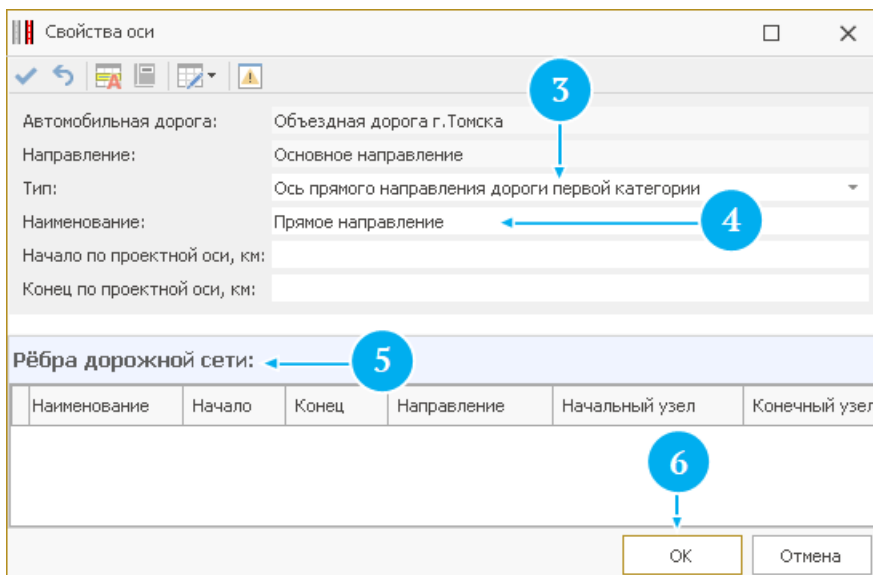 Свойства оси
3
Автомобильная дорога: Объездная дорога г.Томска
Направление: Основное направление
Тип: Ось прямого направления дороги первой категории
4
Наименование: Прямое направление
Начало по проектной оси, км:
Конец по проектной оси, км:
Рёбра дорожной сети:
5
Наименование Начало Конец Направление Начальный узел Конечный узел
6
ОК Отмена